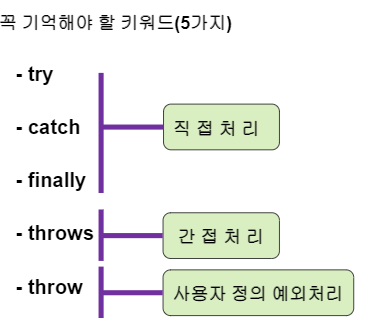 꼭 기억해야 할 키워드(5가지)
- try
- catch
직 접 처 리
- finally
- throws
간 접 처 리
- throw
사용자 정의 예외처리